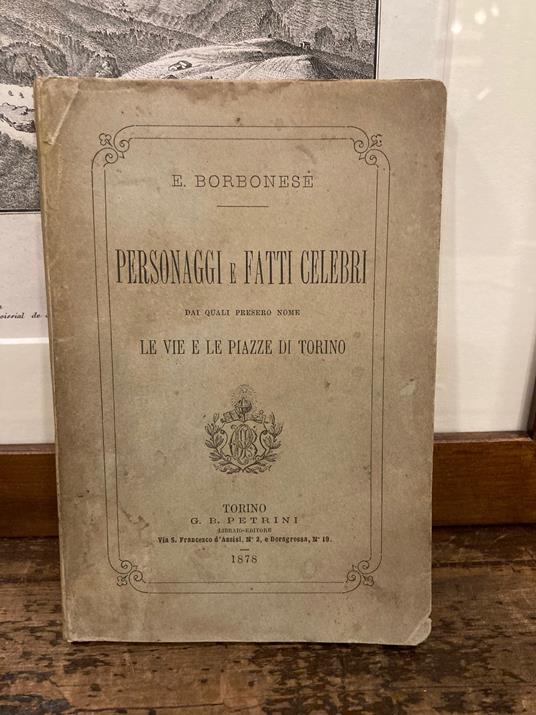 E. BORBONESE
PERSONAGGI E FATTI CELEBRI
DAI QUALI PRESERO NOME
LE VIE E LE PIAZZE DI TORINO
TORINO
G. B. PETRINI
LIBRAIO-EDITORE
Via S. Francesco d'Assisi, N° 2, e Doragrossa, N° 19.
1878